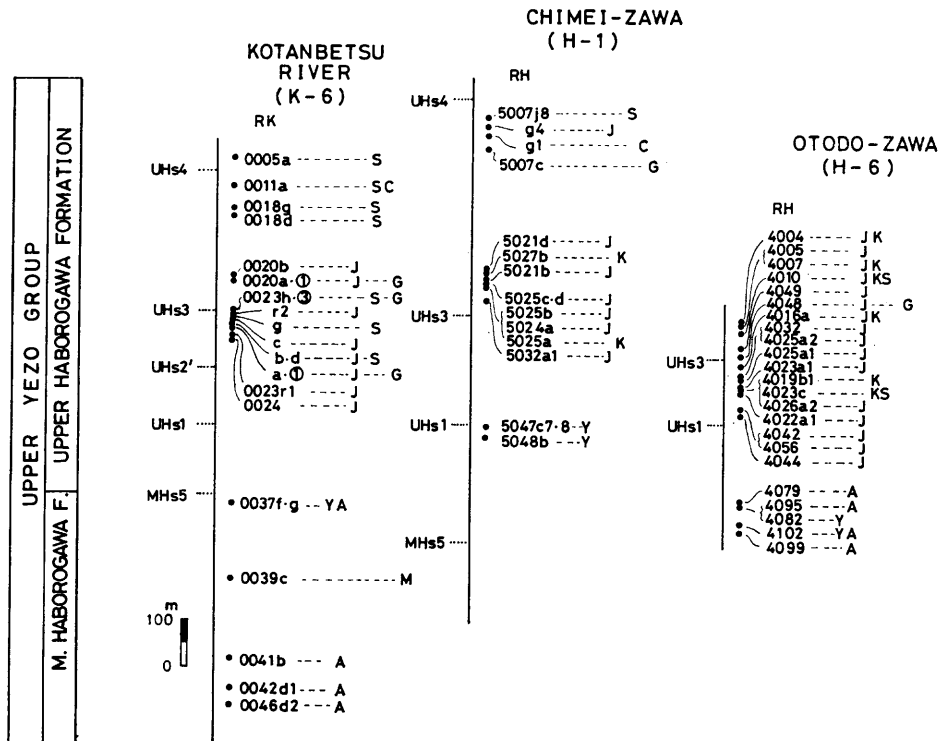 UPPER YEZO GROUP
UPPER HABOROGAWA FORMATION
M. HABOROGAWA F.
KOTANBETSU
RIVER
(K-6)
RK
UHs4
UHs3
UHs2'
UHs1
MHs5
0005a S
0011a SC
0018g S
0018d S
0020b J
0020a·① J G
0023h·③ S G
r2 J
g S
c J
b·d S
a·① J G
0023r1 J
0024 J
0037f·g YA
0039c M
0041b A
0042d1 A
0046d2 A
m
100
0
CHIMEI-ZAWA
(H-1)
RH
UHs4
UHs3
UHs1
MHs5
5007j8 S
g4 J
g1 C
5007c G
5021d J
5027b K
5021b J
5025c·d J
5025b J
5024a J
5025a K
5032a1 J
5047c7·8 Y
5048b Y
OTODO-ZAWA
(H-6)
RH
UHs3
UHs1
4004 J K
4005 J
4007 J K
4010 KS
4049 J
4048 G
4016a J K
4032 J
4025a2 J
4025a1 J
4023a1 J
4019b1 K
4023c KS
4026a2 J
4022a1 J
4042 J
4056 J
4044 J
4079 A
4095 A
4082 Y
4102 YA
4099 A